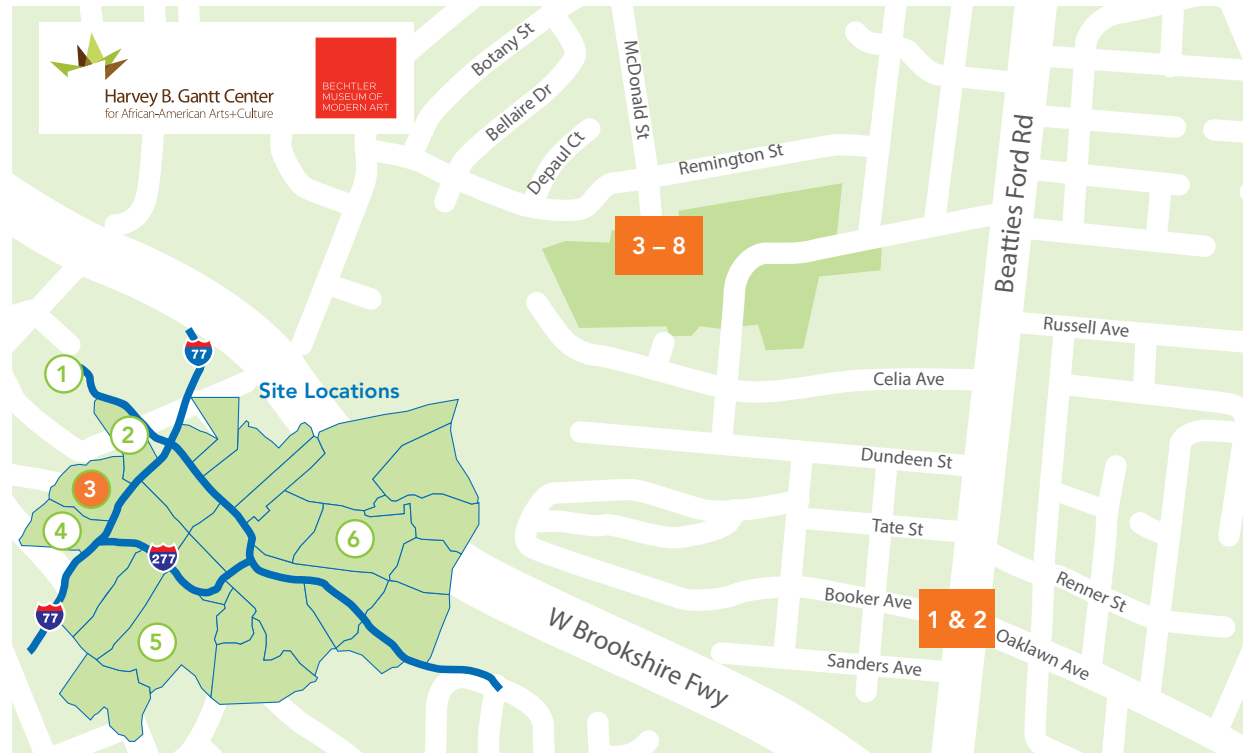 Harvey B. Gantt Center
for African-American Arts+Culture
BECHTLER
MUSEUM OF
MODERN ART
Botany St
Bellaire Dr
Depaul Ct
McDonald St
Remington St
Beatties Ford Rd
3 – 8
Russell Ave
Celia Ave
Dundeen St
Tate St
Renner St
Booker Ave
1 & 2
Oaklawn Ave
Sanders Ave
W Brookshire Fwy
Site Locations
77
1
2
3
4
6
277
77
5